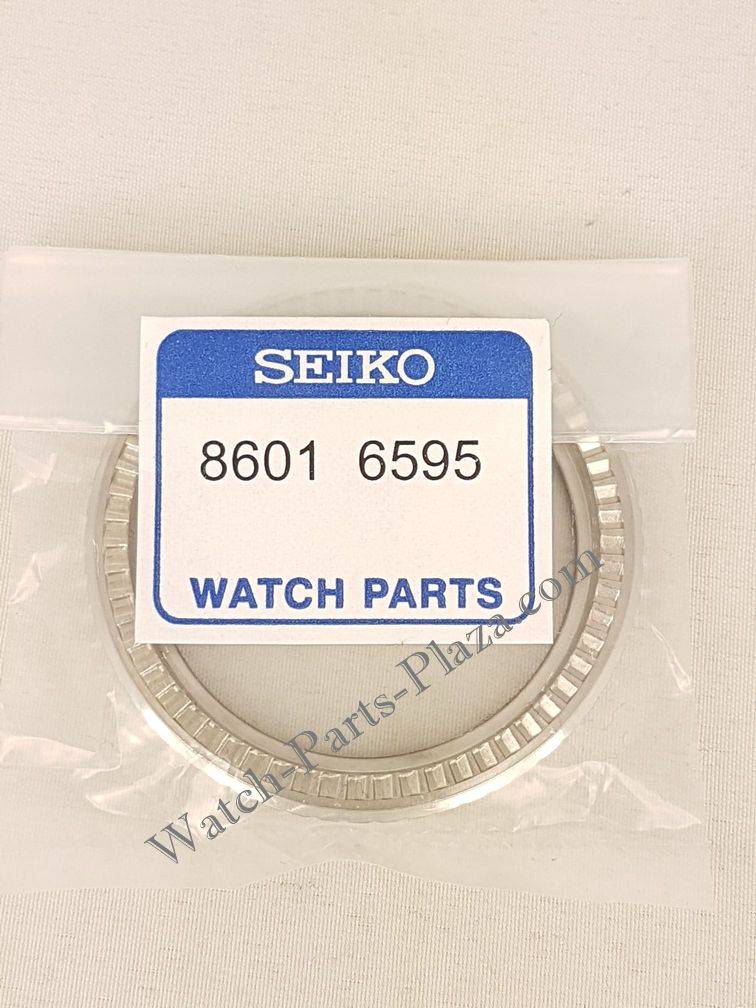 SEIKO
8601 6595
WATCH PARTS
Watch-Parts-Plaza.com